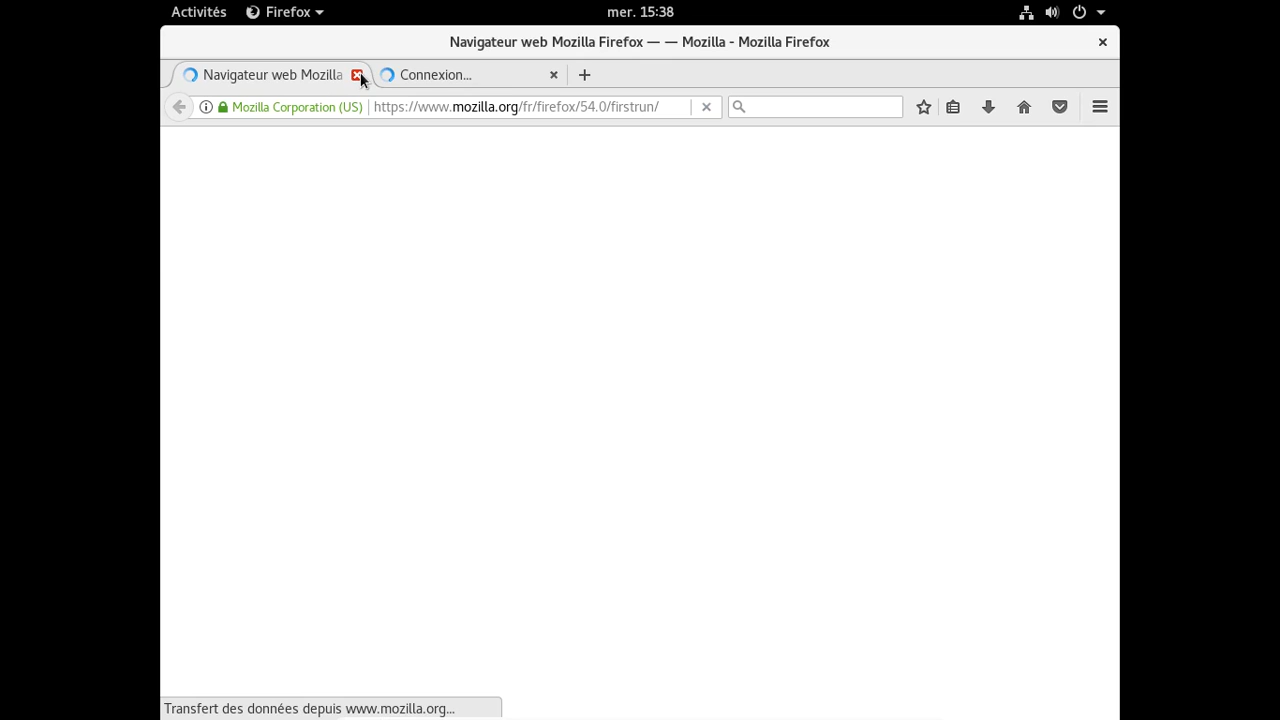 Activités Firefox mer. 15:38
Navigateur web Mozilla Firefox — — Mozilla - Mozilla Firefox
Navigateur web Mozilla Connexion...
Mozilla Corporation (US) https://www.mozilla.org/fr/firefox/54.0/firstrun/
Transfert des données depuis www.mozilla.org...